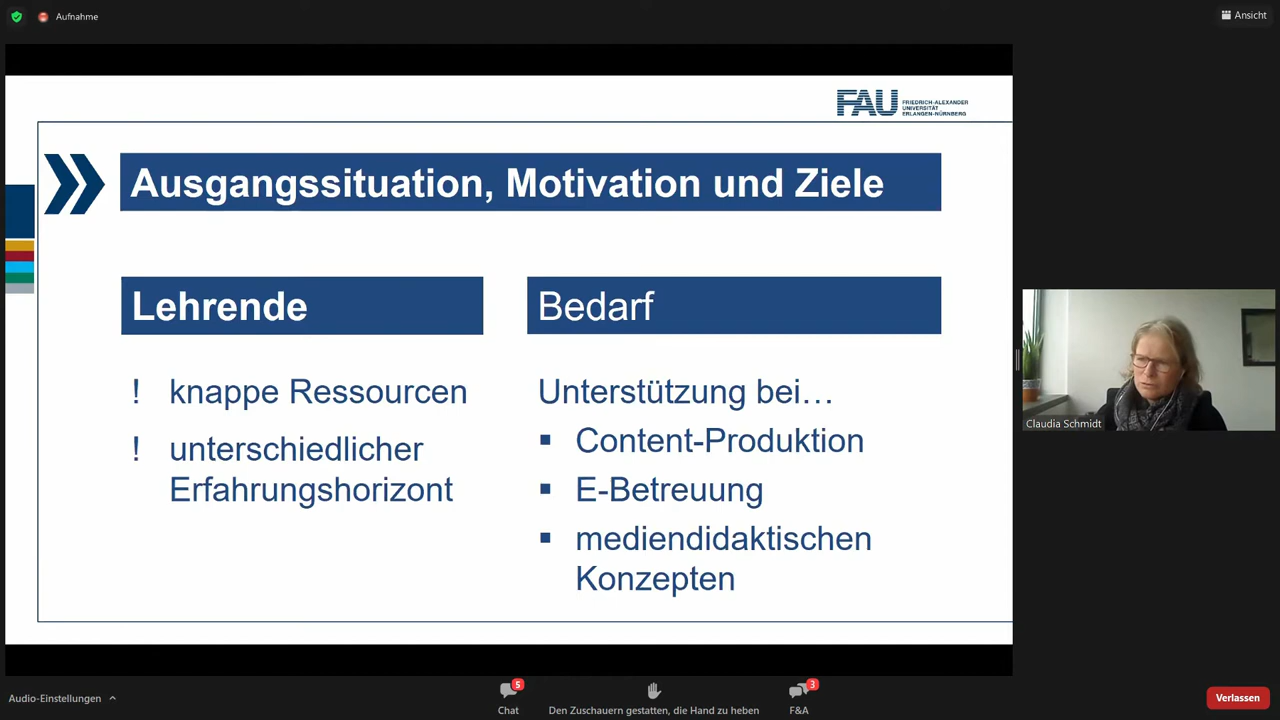 Aufnahme
Ansicht
FAU
FRIEDRICH-ALEXANDER
UNIVERSITÄT
ERLANGEN-NÜRNBERG
Ausgangssituation, Motivation und Ziele
Lehrende
! knappe Ressourcen
! unterschiedlicher
Erfahrungshorizont
Bedarf
Unterstützung bei…
▪ Content-Produktion
▪ E-Betreuung
▪ mediendidaktischen
Konzepten
Claudia Schmidt
Audio-Einstellungen
5
Chat
Den Zuschauern gestatten, die Hand zu heben
3
F&A
Verlassen